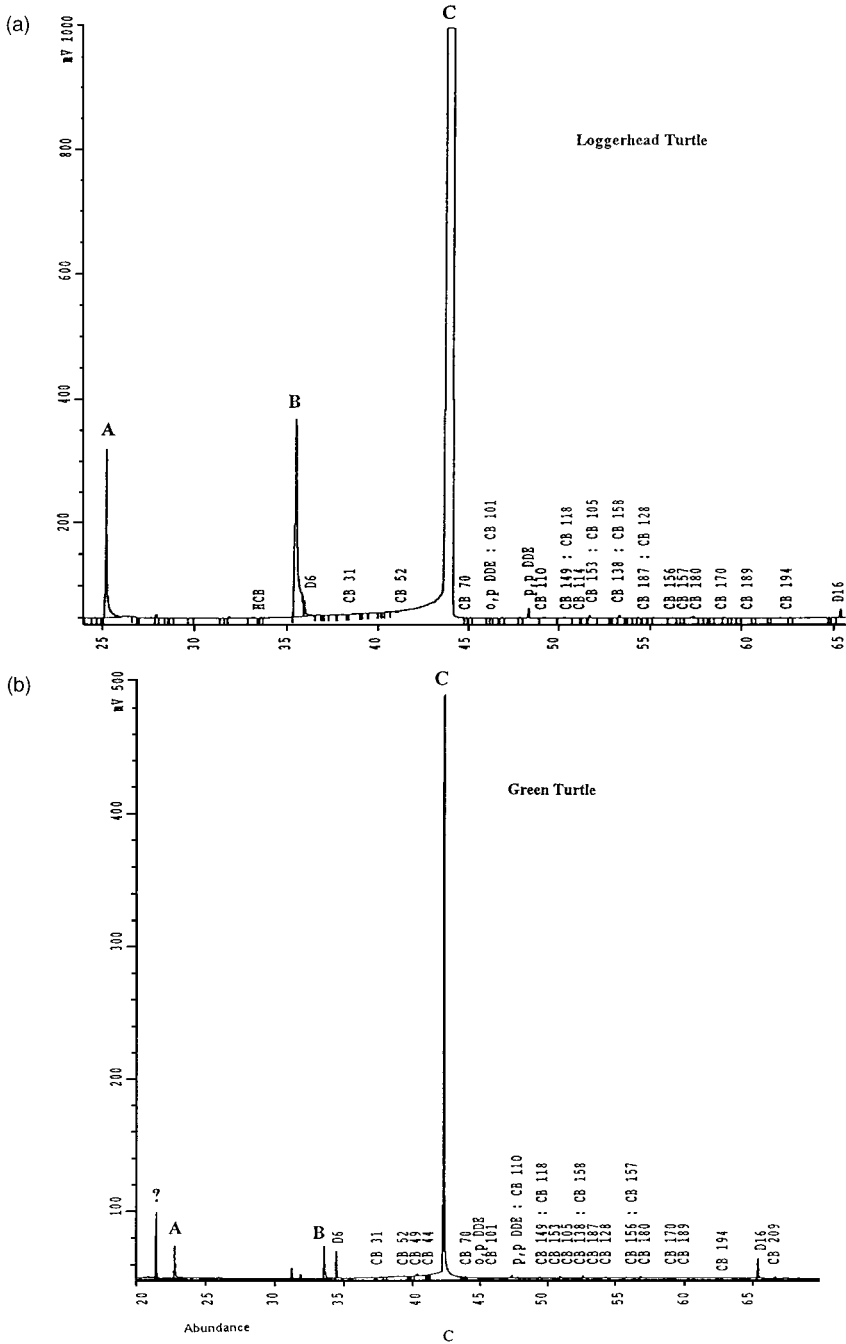 (a)
C
mV 1000
800
600
400
200
Loggerhead Turtle
A
B
HCB
D6
CB 31
CB 52
CB 70
o,p DDE : CB 101
p,p DDE
CB 110
CB 149 : CB 118
CB 114
CB 153 : CB 105
CB 138 : CB 158
CB 187 : CB 128
CB 156
CB 157
CB 180
CB 170
CB 189
CB 194
D16
25
30
35
40
45
50
55
60
65
(b)
C
mV 500
400
300
200
100
Green Turtle
?
A
B
D6
CB 31
CB 52
CB 49
CB 44
CB 70
o,p DDE
CB 101
p,p DDE : CB 110
CB 149 : CB 118
CB 153
CB 105
CB 138 : CB 158
CB 187
CB 128
CB 156 : CB 157
CB 180
CB 170
CB 189
CB 194
D16
CB 209
20
25
30
35
40
45
50
55
60
65
Abundance
C